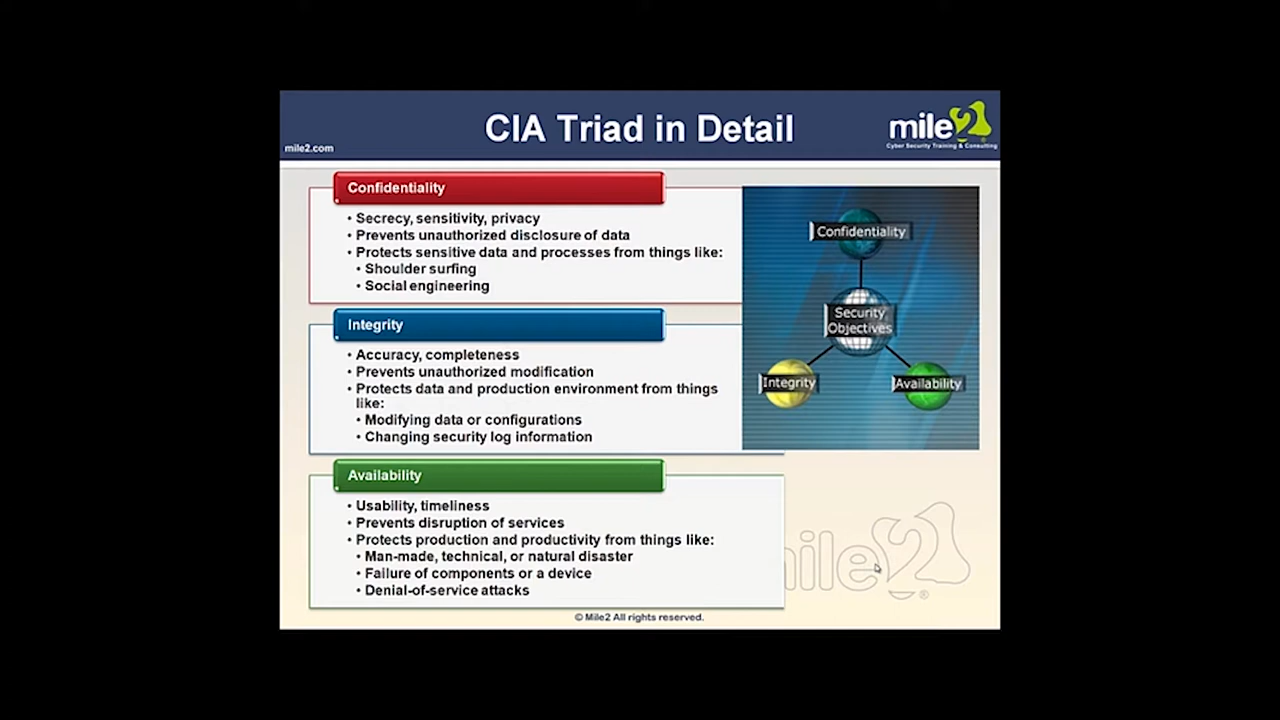 CIA Triad in Detail
mile2
Cyber Security Training & Consulting
mile2.com
Confidentiality
• Secrecy, sensitivity, privacy
• Prevents unauthorized disclosure of data
• Protects sensitive data and processes from things like:
• Shoulder surfing
• Social engineering
Integrity
• Accuracy, completeness
• Prevents unauthorized modification
• Protects data and production environment from things
like:
• Modifying data or configurations
• Changing security log information
Availability
• Usability, timeliness
• Prevents disruption of services
• Protects production and productivity from things like:
• Man-made, technical, or natural disaster
• Failure of components or a device
• Denial-of-service attacks
Confidentiality
Security
Objectives
Integrity
Availability
mile2®
© Mile2 All rights reserved.